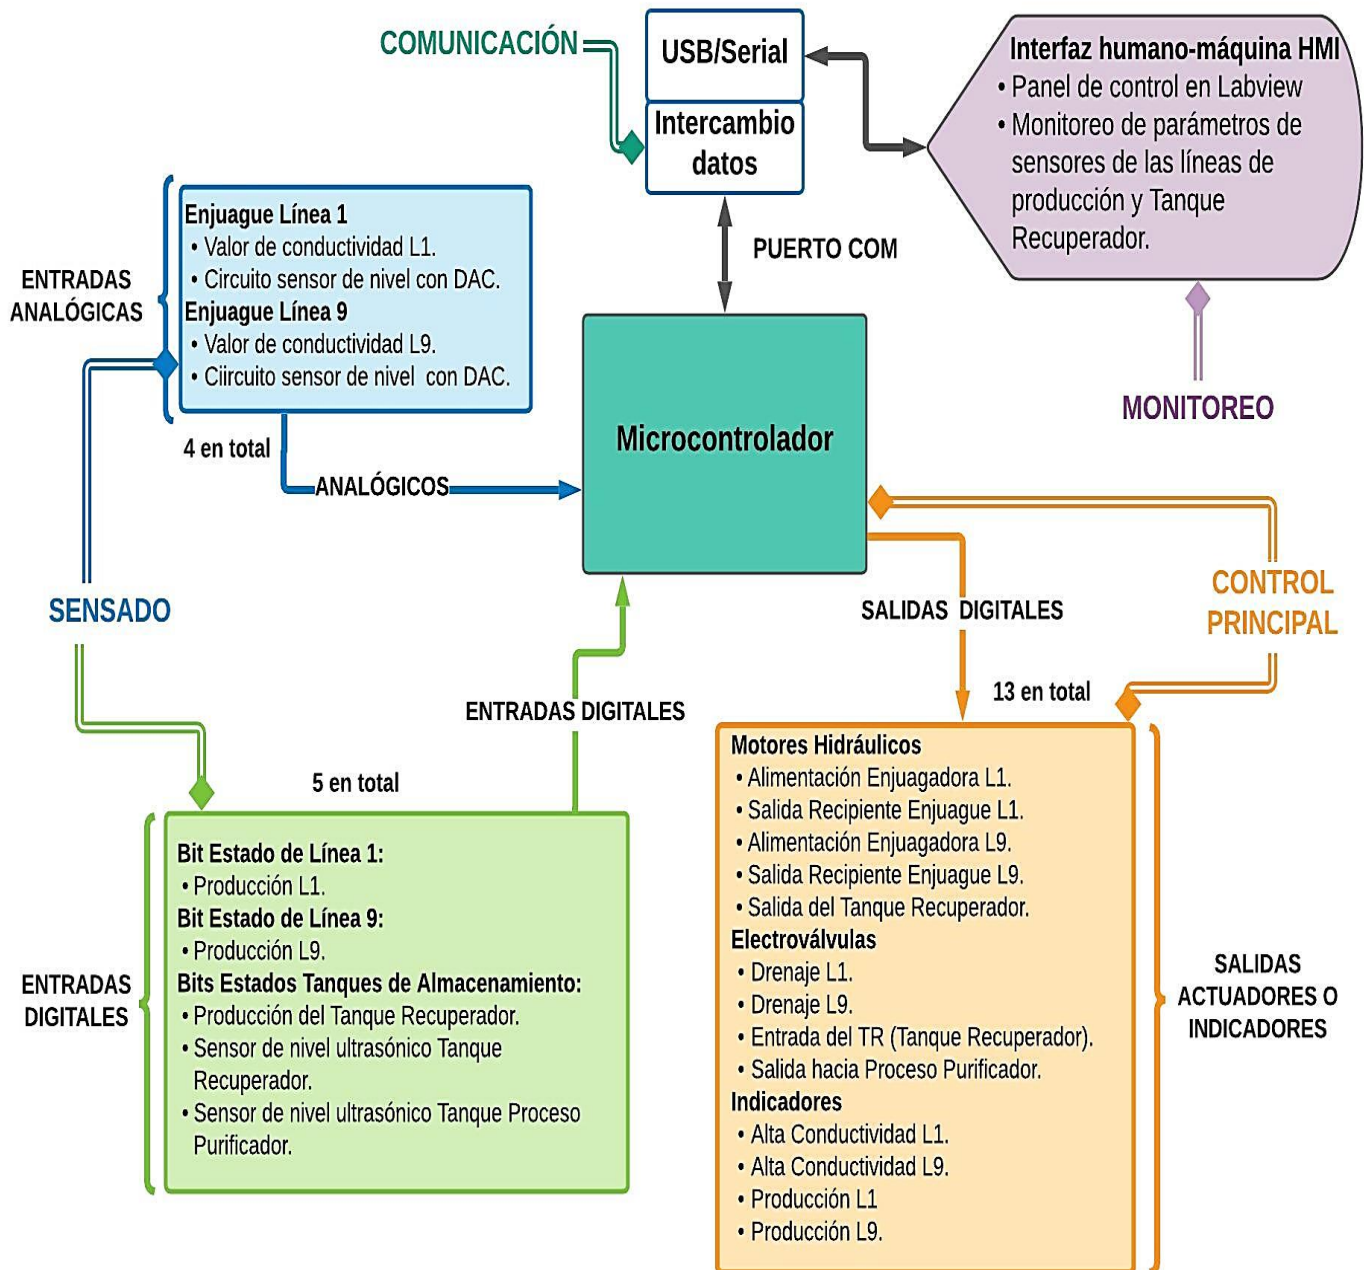 COMUNICACIÓN
USB/Serial
Intercambio
datos
Interfaz humano-máquina HMI
• Panel de control en Labview
• Monitoreo de parámetros de
sensores de las líneas de
producción y Tanque
Recuperador.
PUERTO COM
MONITOREO
ENTRADAS
ANALÓGICAS
Enjuague Línea 1
• Valor de conductividad L1.
• Circuito sensor de nivel con DAC.
Enjuague Línea 9
• Valor de conductividad L9.
• Ciircuito sensor de nivel con DAC.
4 en total
ANALÓGICOS
Microcontrolador
SENSADO
CONTROL
PRINCIPAL
SALIDAS DIGITALES
13 en total
ENTRADAS DIGITALES
5 en total
ENTRADAS
DIGITALES
Bit Estado de Línea 1:
• Producción L1.
Bit Estado de Línea 9:
• Producción L9.
Bits Estados Tanques de Almacenamiento:
• Producción del Tanque Recuperador.
• Sensor de nivel ultrasónico Tanque
Recuperador.
• Sensor de nivel ultrasónico Tanque Proceso
Purificador.
Motores Hidráulicos
• Alimentación Enjuagadora L1.
• Salida Recipiente Enjuague L1.
• Alimentación Enjuagadora L9.
• Salida Recipiente Enjuague L9.
• Salida del Tanque Recuperador.
Electroválvulas
• Drenaje L1.
• Drenaje L9.
• Entrada del TR (Tanque Recuperador).
• Salida hacia Proceso Purificador.
Indicadores
• Alta Conductividad L1.
• Alta Conductividad L9.
• Producción L1
• Producción L9.
SALIDAS
ACTUADORES O
INDICADORES